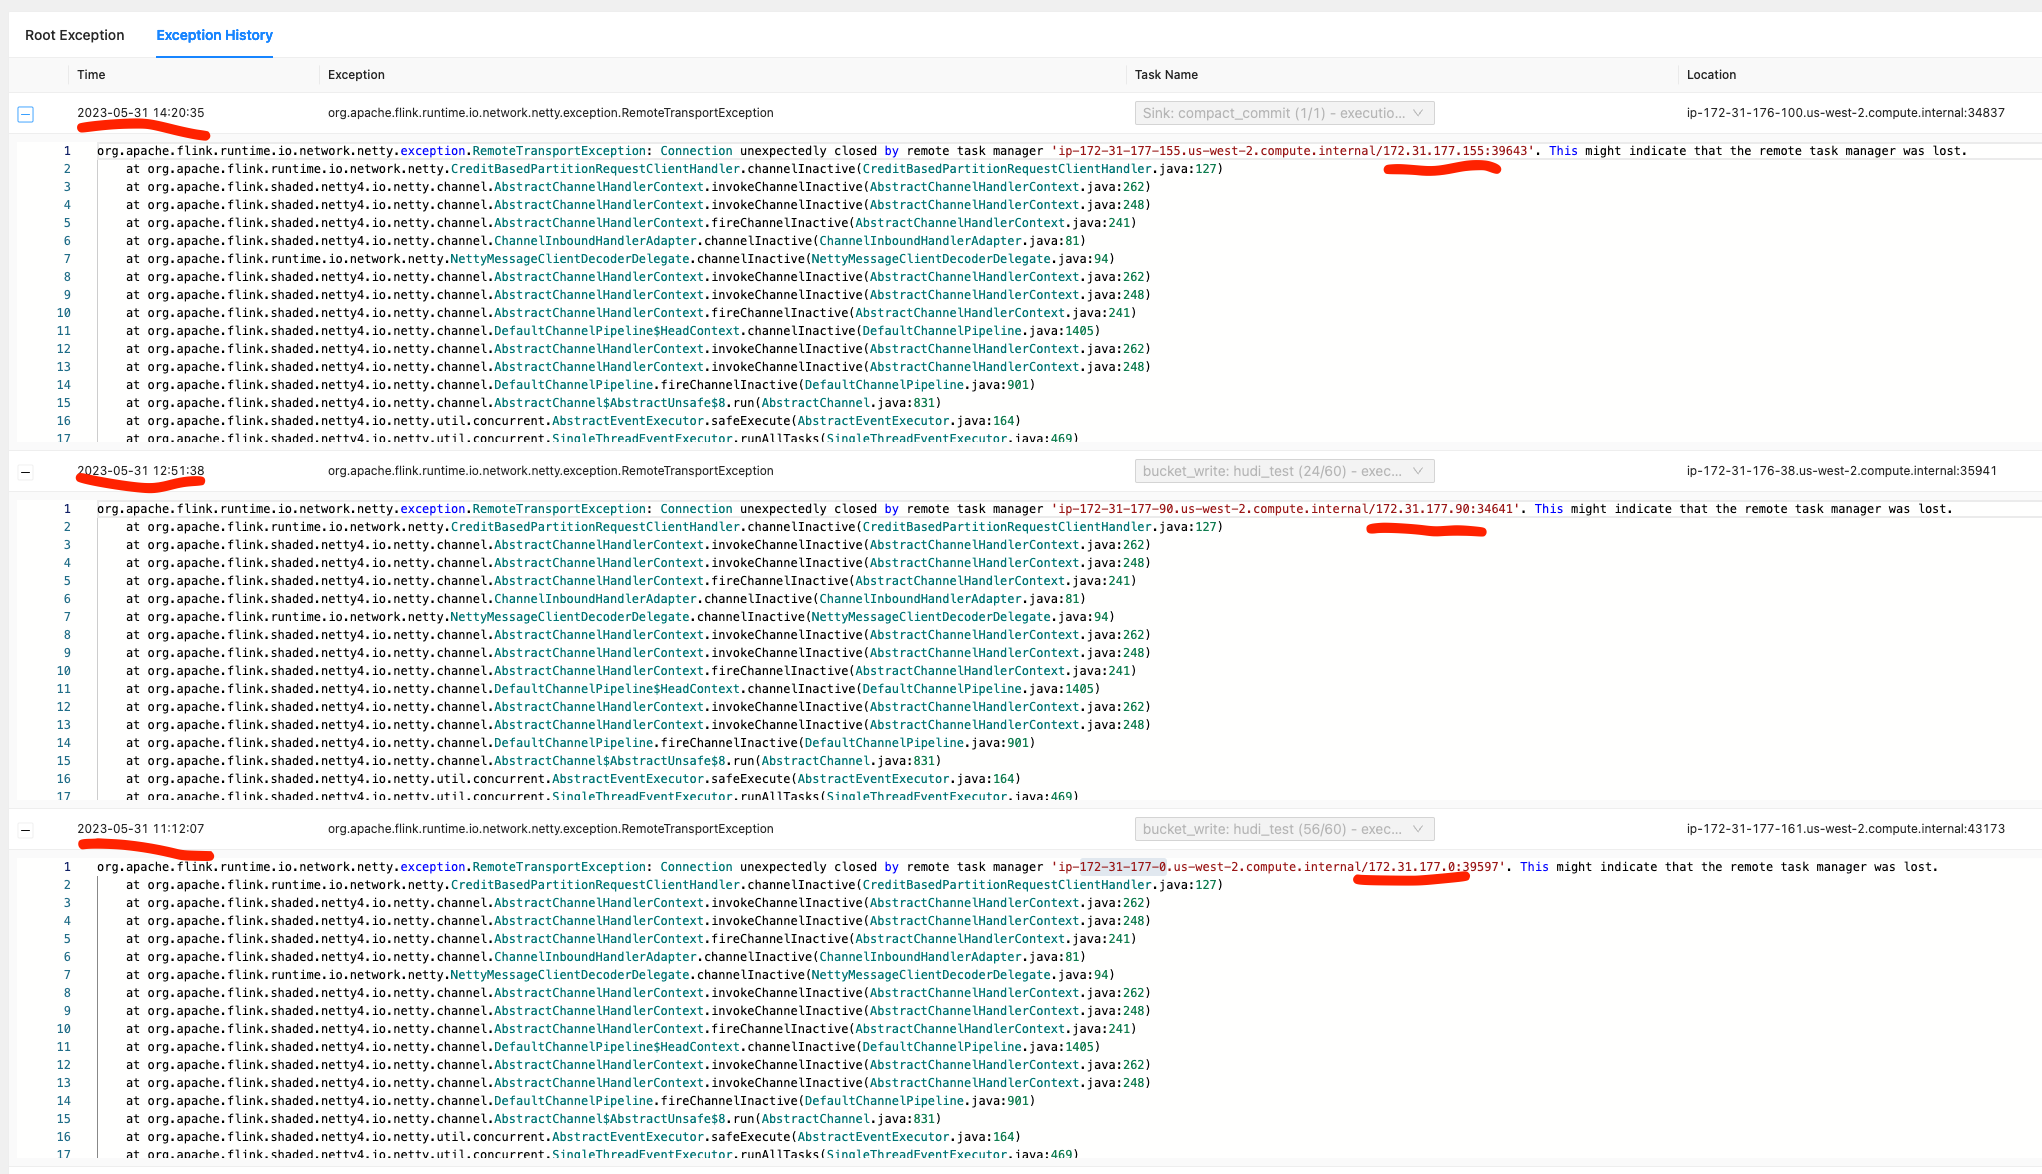 Root Exception Exception History
Time Exception Task Name Location
2023-05-31 14:20:35 org.apache.flink.runtime.io.network.netty.exception.RemoteTransportException Sink: compact_commit (1/1) - executio... ip-172-31-176-100.us-west-2.compute.internal:34837
1 org.apache.flink.runtime.io.network.netty.exception.RemoteTransportException: Connection unexpectedly closed by remote task manager 'ip-172-31-177-155.us-west-2.compute.internal/172.31.177.155:39643'. This might indicate that the remote task manager was lost.
2 at org.apache.flink.runtime.io.network.netty.CreditBasedPartitionRequestClientHandler.channelInactive(CreditBasedPartitionRequestClientHandler.java:127)
3 at org.apache.flink.shaded.netty4.io.netty.channel.AbstractChannelHandlerContext.invokeChannelInactive(AbstractChannelHandlerContext.java:262)
4 at org.apache.flink.shaded.netty4.io.netty.channel.AbstractChannelHandlerContext.invokeChannelInactive(AbstractChannelHandlerContext.java:248)
5 at org.apache.flink.shaded.netty4.io.netty.channel.AbstractChannelHandlerContext.fireChannelInactive(AbstractChannelHandlerContext.java:241)
6 at org.apache.flink.shaded.netty4.io.netty.channel.ChannelInboundHandlerAdapter.channelInactive(ChannelInboundHandlerAdapter.java:81)
7 at org.apache.flink.runtime.io.network.netty.NettyMessageClientDecoderDelegate.channelInactive(NettyMessageClientDecoderDelegate.java:94)
8 at org.apache.flink.shaded.netty4.io.netty.channel.AbstractChannelHandlerContext.invokeChannelInactive(AbstractChannelHandlerContext.java:262)
9 at org.apache.flink.shaded.netty4.io.netty.channel.AbstractChannelHandlerContext.invokeChannelInactive(AbstractChannelHandlerContext.java:248)
10 at org.apache.flink.shaded.netty4.io.netty.channel.AbstractChannelHandlerContext.fireChannelInactive(AbstractChannelHandlerContext.java:241)
11 at org.apache.flink.shaded.netty4.io.netty.channel.DefaultChannelPipeline$HeadContext.channelInactive(DefaultChannelPipeline.java:1405)
12 at org.apache.flink.shaded.netty4.io.netty.channel.AbstractChannelHandlerContext.invokeChannelInactive(AbstractChannelHandlerContext.java:262)
13 at org.apache.flink.shaded.netty4.io.netty.channel.AbstractChannelHandlerContext.invokeChannelInactive(AbstractChannelHandlerContext.java:248)
14 at org.apache.flink.shaded.netty4.io.netty.channel.DefaultChannelPipeline.fireChannelInactive(DefaultChannelPipeline.java:901)
15 at org.apache.flink.shaded.netty4.io.netty.channel.AbstractChannel$AbstractUnsafe$8.run(AbstractChannel.java:831)
16 at org.apache.flink.shaded.netty4.io.netty.util.concurrent.AbstractEventExecutor.safeExecute(AbstractEventExecutor.java:164)
17 at org.apache.flink.shaded.netty4.io.netty.util.concurrent.SingleThreadEventExecutor.runAllTasks(SingleThreadEventExecutor.java:469)
2023-05-31 12:51:38 org.apache.flink.runtime.io.network.netty.exception.RemoteTransportException bucket_write: hudi_test (24/60) - exec... ip-172-31-176-38.us-west-2.compute.internal:35941
1 org.apache.flink.runtime.io.network.netty.exception.RemoteTransportException: Connection unexpectedly closed by remote task manager 'ip-172-31-177-90.us-west-2.compute.internal/172.31.177.90:34641'. This might indicate that the remote task manager was lost.
2 at org.apache.flink.runtime.io.network.netty.CreditBasedPartitionRequestClientHandler.channelInactive(CreditBasedPartitionRequestClientHandler.java:127)
3 at org.apache.flink.shaded.netty4.io.netty.channel.AbstractChannelHandlerContext.invokeChannelInactive(AbstractChannelHandlerContext.java:262)
4 at org.apache.flink.shaded.netty4.io.netty.channel.AbstractChannelHandlerContext.invokeChannelInactive(AbstractChannelHandlerContext.java:248)
5 at org.apache.flink.shaded.netty4.io.netty.channel.AbstractChannelHandlerContext.fireChannelInactive(AbstractChannelHandlerContext.java:241)
6 at org.apache.flink.shaded.netty4.io.netty.channel.ChannelInboundHandlerAdapter.channelInactive(ChannelInboundHandlerAdapter.java:81)
7 at org.apache.flink.runtime.io.network.netty.NettyMessageClientDecoderDelegate.channelInactive(NettyMessageClientDecoderDelegate.java:94)
8 at org.apache.flink.shaded.netty4.io.netty.channel.AbstractChannelHandlerContext.invokeChannelInactive(AbstractChannelHandlerContext.java:262)
9 at org.apache.flink.shaded.netty4.io.netty.channel.AbstractChannelHandlerContext.invokeChannelInactive(AbstractChannelHandlerContext.java:248)
10 at org.apache.flink.shaded.netty4.io.netty.channel.AbstractChannelHandlerContext.fireChannelInactive(AbstractChannelHandlerContext.java:241)
11 at org.apache.flink.shaded.netty4.io.netty.channel.DefaultChannelPipeline$HeadContext.channelInactive(DefaultChannelPipeline.java:1405)
12 at org.apache.flink.shaded.netty4.io.netty.channel.AbstractChannelHandlerContext.invokeChannelInactive(AbstractChannelHandlerContext.java:262)
13 at org.apache.flink.shaded.netty4.io.netty.channel.AbstractChannelHandlerContext.invokeChannelInactive(AbstractChannelHandlerContext.java:248)
14 at org.apache.flink.shaded.netty4.io.netty.channel.DefaultChannelPipeline.fireChannelInactive(DefaultChannelPipeline.java:901)
15 at org.apache.flink.shaded.netty4.io.netty.channel.AbstractChannel$AbstractUnsafe$8.run(AbstractChannel.java:831)
16 at org.apache.flink.shaded.netty4.io.netty.util.concurrent.AbstractEventExecutor.safeExecute(AbstractEventExecutor.java:164)
17 at org.apache.flink.shaded.netty4.io.netty.util.concurrent.SingleThreadEventExecutor.runAllTasks(SingleThreadEventExecutor.java:469)
2023-05-31 11:12:07 org.apache.flink.runtime.io.network.netty.exception.RemoteTransportException bucket_write: hudi_test (56/60) - exec... ip-172-31-177-161.us-west-2.compute.internal:43173
1 org.apache.flink.runtime.io.network.netty.exception.RemoteTransportException: Connection unexpectedly closed by remote task manager 'ip-172-31-177-0.us-west-2.compute.internal/172.31.177.0:39597'. This might indicate that the remote task manager was lost.
2 at org.apache.flink.runtime.io.network.netty.CreditBasedPartitionRequestClientHandler.channelInactive(CreditBasedPartitionRequestClientHandler.java:127)
3 at org.apache.flink.shaded.netty4.io.netty.channel.AbstractChannelHandlerContext.invokeChannelInactive(AbstractChannelHandlerContext.java:262)
4 at org.apache.flink.shaded.netty4.io.netty.channel.AbstractChannelHandlerContext.invokeChannelInactive(AbstractChannelHandlerContext.java:248)
5 at org.apache.flink.shaded.netty4.io.netty.channel.AbstractChannelHandlerContext.fireChannelInactive(AbstractChannelHandlerContext.java:241)
6 at org.apache.flink.shaded.netty4.io.netty.channel.ChannelInboundHandlerAdapter.channelInactive(ChannelInboundHandlerAdapter.java:81)
7 at org.apache.flink.runtime.io.network.netty.NettyMessageClientDecoderDelegate.channelInactive(NettyMessageClientDecoderDelegate.java:94)
8 at org.apache.flink.shaded.netty4.io.netty.channel.AbstractChannelHandlerContext.invokeChannelInactive(AbstractChannelHandlerContext.java:262)
9 at org.apache.flink.shaded.netty4.io.netty.channel.AbstractChannelHandlerContext.invokeChannelInactive(AbstractChannelHandlerContext.java:248)
10 at org.apache.flink.shaded.netty4.io.netty.channel.AbstractChannelHandlerContext.fireChannelInactive(AbstractChannelHandlerContext.java:241)
11 at org.apache.flink.shaded.netty4.io.netty.channel.DefaultChannelPipeline$HeadContext.channelInactive(DefaultChannelPipeline.java:1405)
12 at org.apache.flink.shaded.netty4.io.netty.channel.AbstractChannelHandlerContext.invokeChannelInactive(AbstractChannelHandlerContext.java:262)
13 at org.apache.flink.shaded.netty4.io.netty.channel.AbstractChannelHandlerContext.invokeChannelInactive(AbstractChannelHandlerContext.java:248)
14 at org.apache.flink.shaded.netty4.io.netty.channel.DefaultChannelPipeline.fireChannelInactive(DefaultChannelPipeline.java:901)
15 at org.apache.flink.shaded.netty4.io.netty.channel.AbstractChannel$AbstractUnsafe$8.run(AbstractChannel.java:831)
16 at org.apache.flink.shaded.netty4.io.netty.util.concurrent.AbstractEventExecutor.safeExecute(AbstractEventExecutor.java:164)
17 at org.apache.flink.shaded.netty4.io.netty.util.concurrent.SingleThreadEventExecutor.runAllTasks(SingleThreadEventExecutor.java:469)